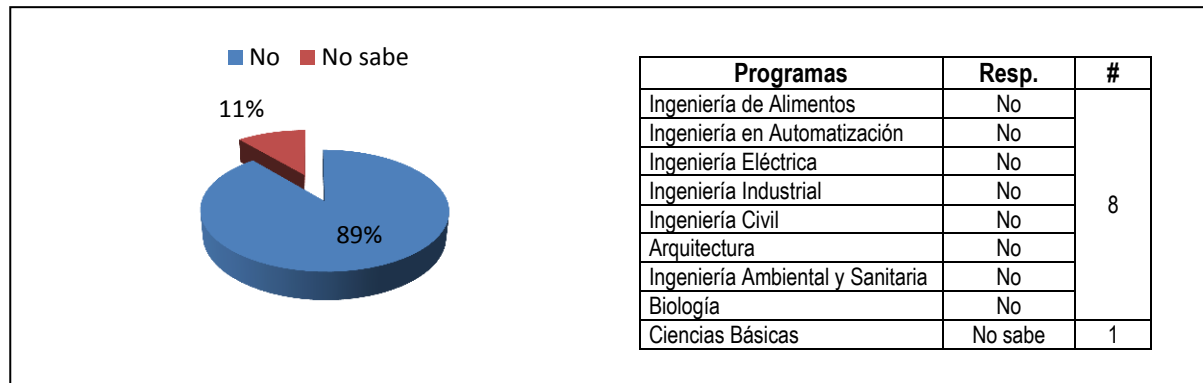 No No sabe
11%
89%
Programas Resp. #
Ingeniería de Alimentos No
Ingeniería en Automatización No
Ingeniería Eléctrica No
Ingeniería Industrial No
8
Ingeniería Civil No
Arquitectura No
Ingeniería Ambiental y Sanitaria No
Biología No
Ciencias Básicas No sabe 1